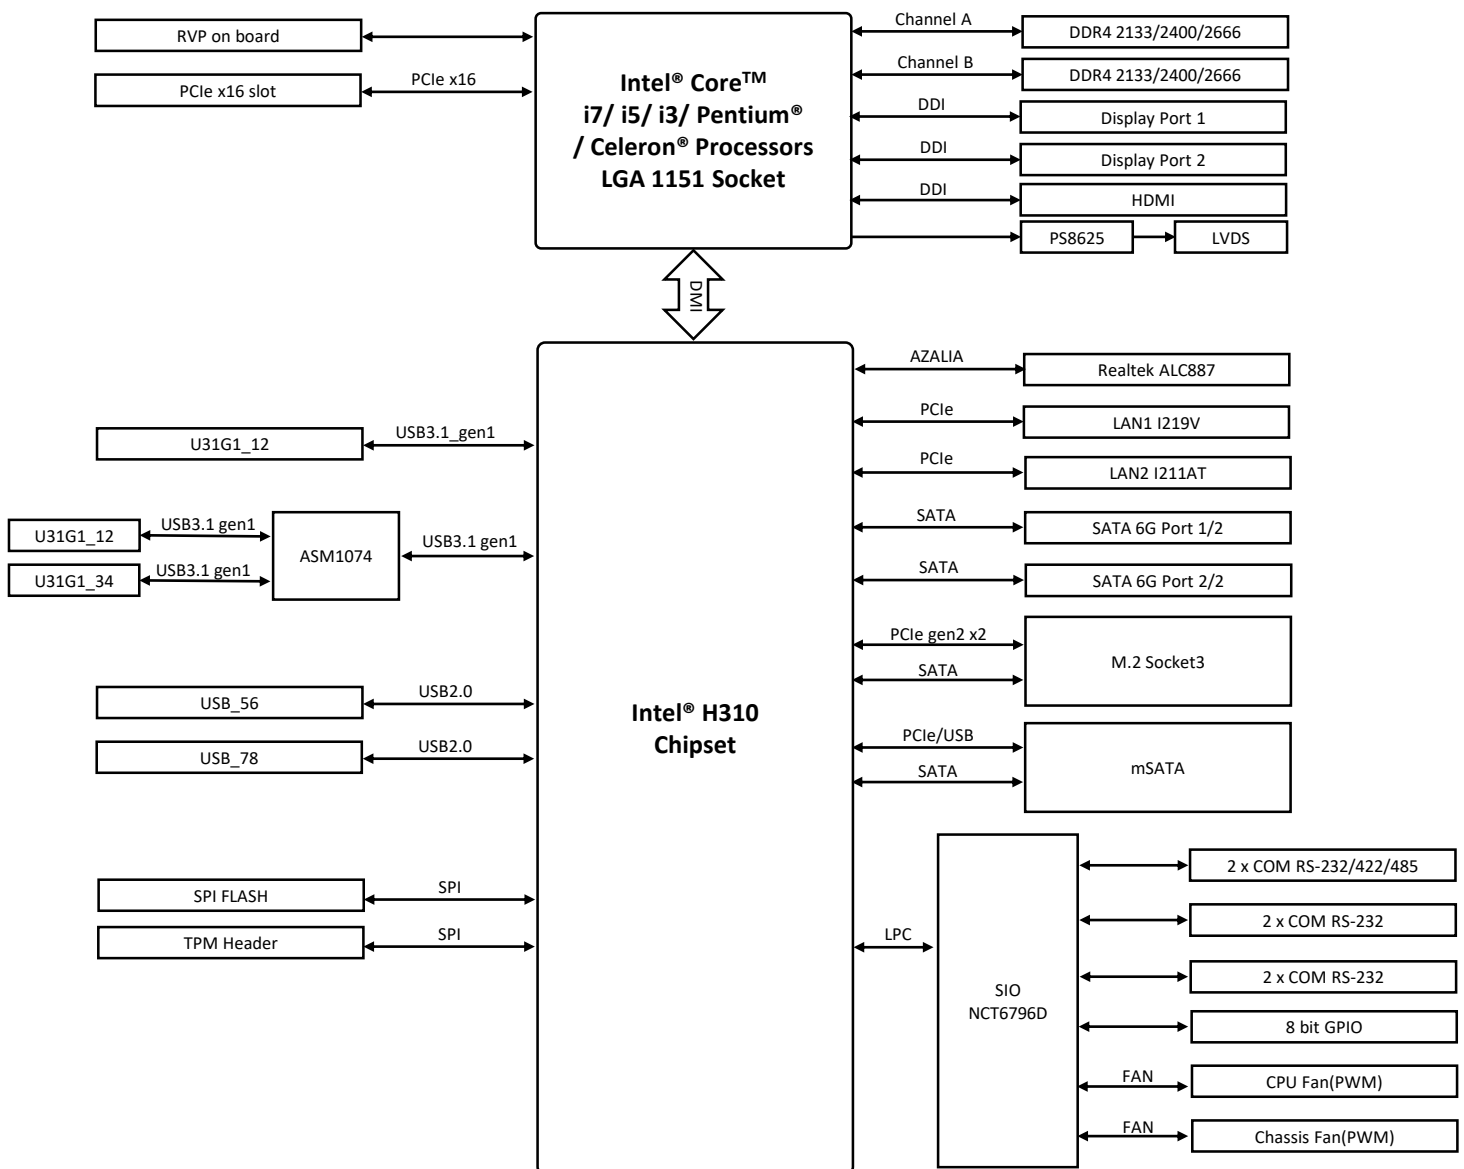 RVP on board
PCIe x16 slot
PCIe x16
Intel® Core™
i7/ i5/ i3/ Pentium®
/ Celeron® Processors
LGA 1151 Socket
Channel A
DDR4 2133/2400/2666
Channel B
DDR4 2133/2400/2666
DDI
Display Port 1
DDI
Display Port 2
DDI
HDMI
PS8625
LVDS
DMI
U31G1_12
USB3.1_gen1
U31G1_12
USB3.1 gen1
U31G1_34
USB3.1 gen1
ASM1074
USB3.1 gen1
USB_56
USB2.0
USB_78
USB2.0
SPI FLASH
SPI
TPM Header
SPI
Intel® H310
Chipset
AZALIA
Realtek ALC887
PCIe
LAN1 I219V
PCIe
LAN2 I211AT
SATA
SATA 6G Port 1/2
SATA
SATA 6G Port 2/2
PCIe gen2 x2
SATA
M.2 Socket3
PCIe/USB
SATA
mSATA
LPC
SIO
NCT6796D
2 x COM RS-232/422/485
2 x COM RS-232
2 x COM RS-232
8 bit GPIO
FAN
CPU Fan(PWM)
FAN
Chassis Fan(PWM)